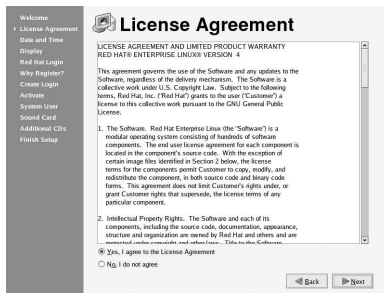 Welcome
License Agreement
Date and Time
Display
Red Hat Login
Why Register?
Create Login
Activate
System User
Sound Card
Additional CDs
Finish Setup
License Agreement
LICENSE AGREEMENT AND LIMITED PRODUCT WARRANTY
RED HAT® ENTERPRISE LINUX® VERSION 4
This agreement governs the use of the Software and any updates to the
Software, regardless of the delivery mechanism. The Software is a
collective work under U.S. Copyright Law. Subject to the following
terms, Red Hat, Inc. ("Red Hat") grants to the user ("Customer") a
license to this collective work pursuant to the GNU General Public
License.
1. The Software. Red Hat Enterprise Linux (the "Software") is a
modular operating system consisting of hundreds of software
components. The end user license agreement for each component is
located in the component's source code. With the exception of
certain image files identified in Section 2 below, the license
terms for the components permit Customer to copy, modify, and
redistribute the component, in both source code and binary code
forms. This agreement does not limit Customer's rights under, or
grant Customer rights that supersede, the license terms of any
particular component.
2. Intellectual Property Rights. The Software and each of its
components, including the source code, documentation, appearance,
structure and organization are owned by Red Hat and others and are
protected under copyright and other laws. Title to the Software
Yes, I agree to the License Agreement
No, I do not agree
Back
Next